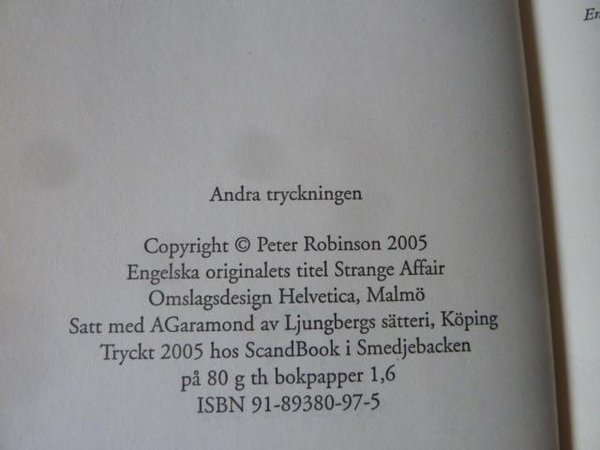 Andra tryckningen
Copyright © Peter Robinson 2005
Engelska originalets titel Strange Affair
Omslagsdesign Helvetica, Malmö
Satt med AGaramond av Ljungbergs sätteri, Köping
Tryckt 2005 hos ScandBook i Smedjebacken
på 80 g th bokpapper 1,6
ISBN 91-89380-97-5